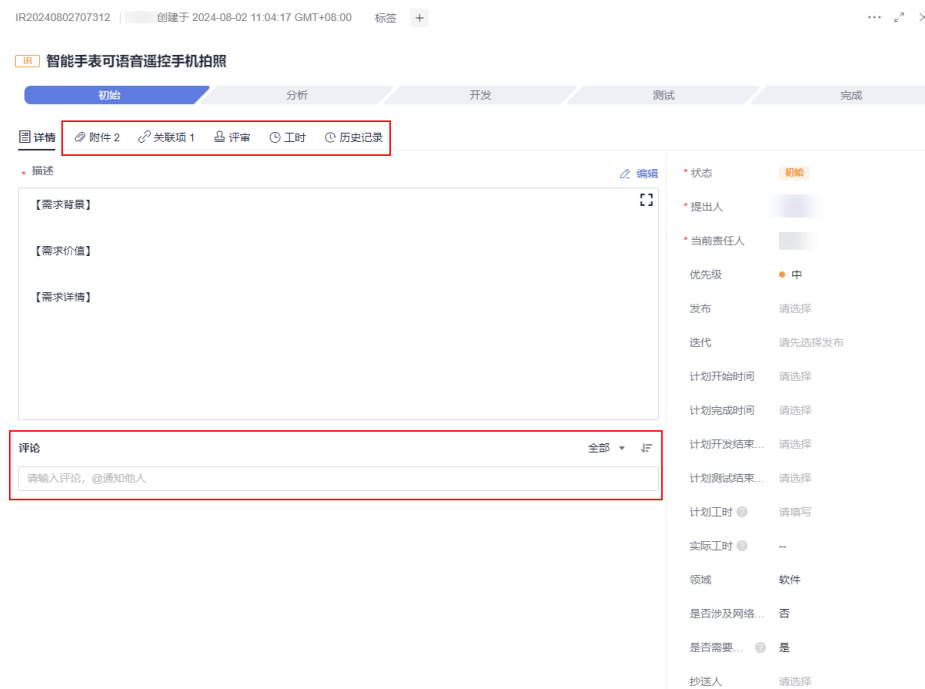 IR20240802707312 创建于 2024-08-02 11:04:17 GMT+08:00 标签 +
IR 智能手表可语音遥控手机拍照
初始 分析 开发 测试 完成
详情 附件 2 关联项 1 评审 工时 历史记录
* 描述 编辑
【需求背景】
【需求价值】
【需求详情】
评论 全部
请输入评论，@通知他人
* 状态 初始
* 提出人
* 当前责任人
优先级 中
发布 请选择
迭代 请先选择发布
计划开始时间 请选择
计划完成时间 请选择
计划开发结束... 请选择
计划测试结束... 请选择
计划工时 ? 请填写
实际工时 ? --
领域 软件
是否涉及网络... 否
是否需要... ? 是
抄送人 请选择